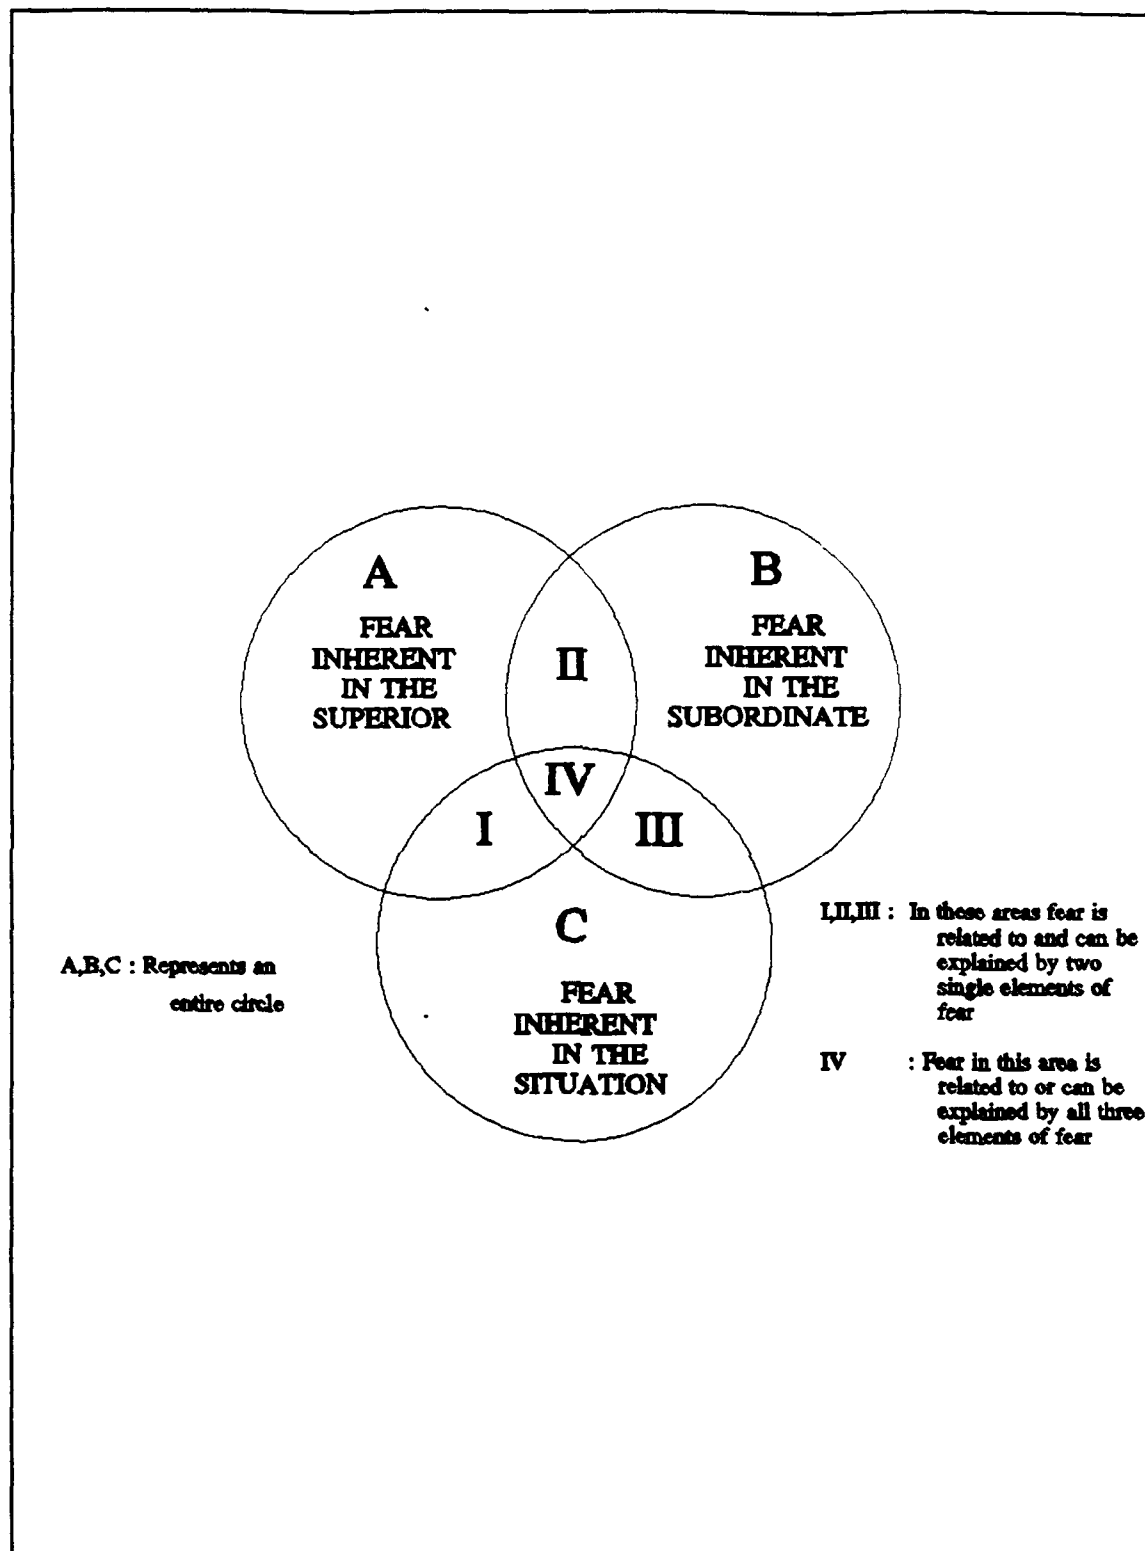 A
FEAR
INHERENT
IN THE
SUPERIOR
II
B
FEAR
INHERENT
IN THE
SUBORDINATE
IV
I
III
C
FEAR
INHERENT
IN THE
SITUATION
A,B,C : Represents an
entire circle
I,II,III : In these areas fear is
related to and can be
explained by two
single elements of
fear
IV : Fear in this area is
related to or can be
explained by all three
elements of fear